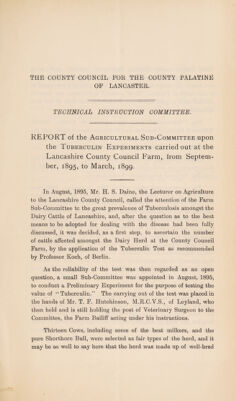 THE COUNTY COUNCIL FOR THE COUNTY PALATINE
OF LANCASTER.
TECHNICAL INSTRUCTION COMMITTEE.
REPORT of the AGRICULTURAL SUB-COMMITTEE upon
the TUBERCULIN EXPERIMENTS carried out at the
Lancashire County Council Farm, from Septem-
ber, 1895, to March, 1899.
In August, 1895, Mr. H. S. Daine, the Lecturer on Agriculture
to the Lancashire County Council, called the attention of the Farm
Sub-Committee to the great prevalence of Tuberculosis amongst the
Dairy Cattle of Lancashire, and, after the question as to the best
means to be adopted for dealing with the disease had been fully
discussed, it was decided, as a first step, to ascertain the number
of cattle affected amongst the Dairy Herd at the County Council
Farm, by the application of the Tuberculin Test as recommended
by Professor Koch, of Berlin.
As the reliability of the test was then regarded as an open
question, a small Sub-Committee was appointed in August, 1895,
to conduct a Preliminary Experiment for the purpose of testing the
value of "Tuberculin." The carrying out of the test was placed in
the hands of Mr. T. F. Hutchinson, M.R.C.V.S., of Leyland, who
then held and is still holding the post of Veterinary Surgeon to the
Committee, the Farm Bailiff acting under his instructions.
Thirteen Cows, including some of the best milkers, and the
pure Shorthorn Bull, were selected as fair types of the herd, and it
may be as well to say here that the herd was made up of well-bred